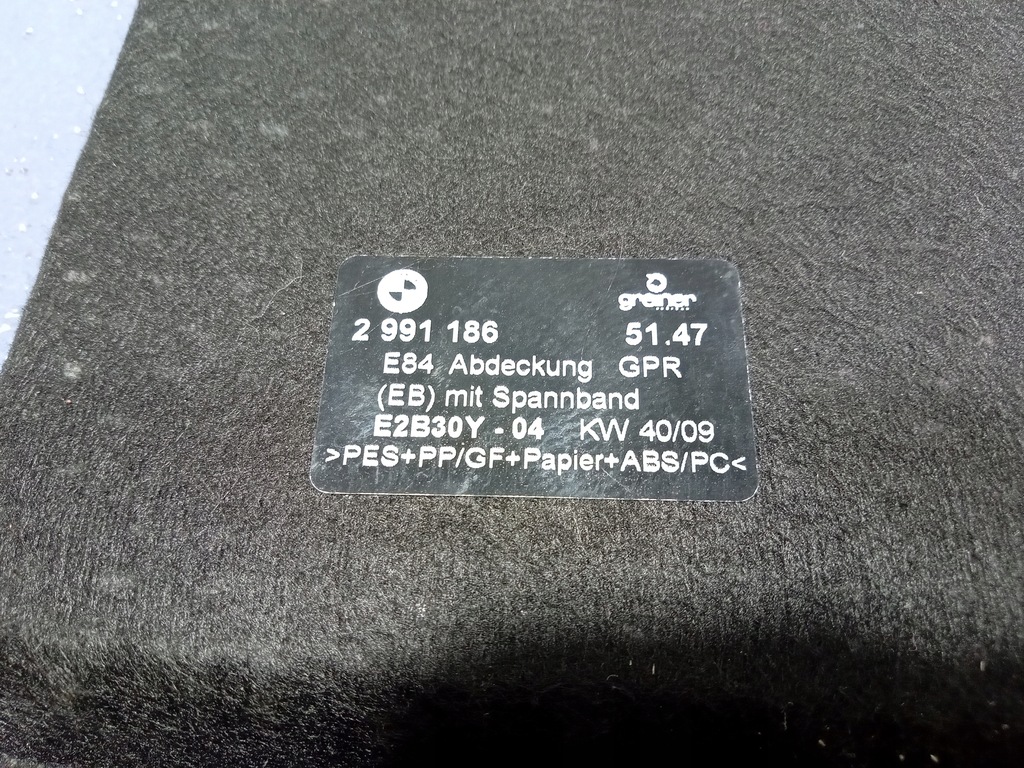 greiner
2 991 186 51.47
E84 Abdeckung GPR
(EB) mit Spannband
E2B30Y - 04 KW 40/09
>PES+PP/GF+Papier+ABS/PC<